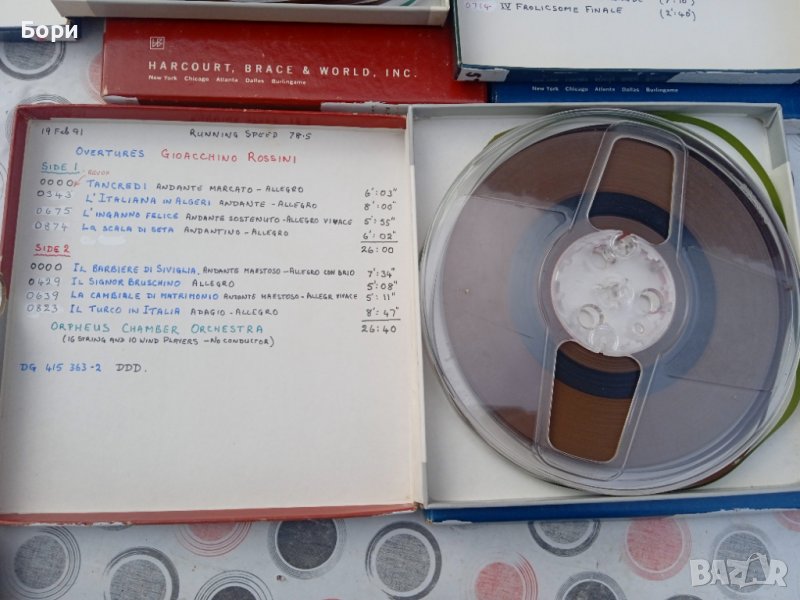 Бори
0714 IV FROLICSOME FINALE (2'.40")
HARCOURT, BRACE & WORLD, INC.
New York Chicago Atlanta Dallas Burlingame
New York Chicago Atlanta Dallas Burlingame
19 Feb 91 RUNNING SPEED 78.5
OVERTURES GIOACCHINO ROSSINI
SIDE 1
0000 TANCREDI ANDANTE MARCATO - ALLEGRO 6':03"
0343 L'ITALIANA IN ALGERI ANDANTE - ALLEGRO 8':00"
0675 L'INGANNO FELICE ANDANTE SOSTENUTO - ALLEGRO VIVACE 5':55"
0874 LA SCALA DI SETA ANDANTINO - ALLEGRO 6':02"
26:00
SIDE 2
0000 IL BARBIERE DI SIVIGLIA, ANDANTE MAESTOSO - ALLEGRO CON BRIO 7':34"
0429 IL SIGNOR BRUSCHINO ALLEGRO 5':08"
0639 LA CAMBIALE DI MATRIMONIO ANDANTE MAESTOSO - ALLEGR VIVACE 5':11"
0823 IL TURCO IN ITALIA ADAGIO - ALLEGRO 8':47"
ORPHEUS CHAMBER ORCHESTRA 26:40
(16 STRING AND 10 WIND PLAYERS - NO CONDUCTOR)
DG 415 363-2 DDD.
BAZAR